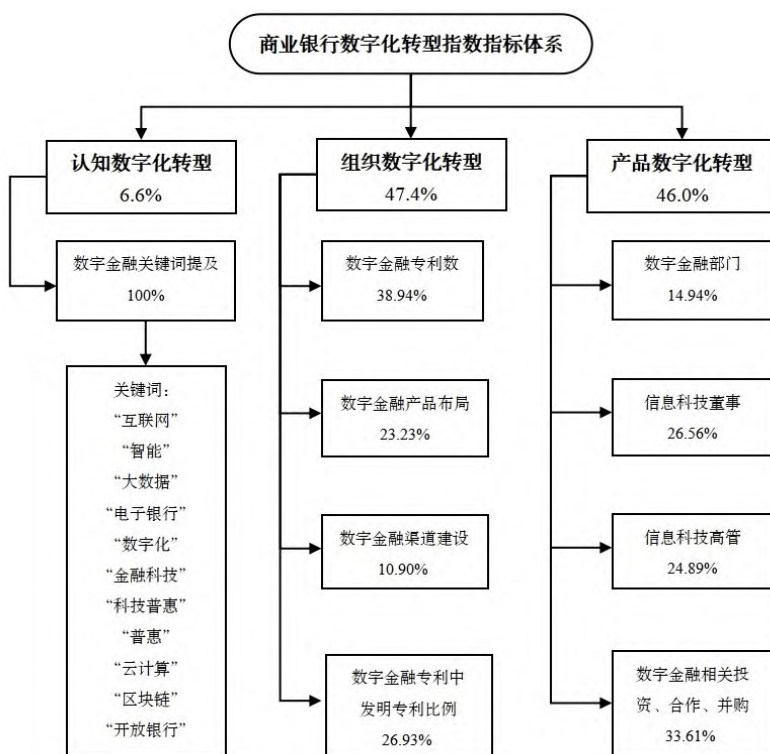 商业银行数字化转型指数指标体系
认知数字化转型
6.6%
数字金融关键词提及
100%
关键词：
“互联网”
“智能”
“大数据”
“电子银行”
“数字化”
“金融科技”
“科技普惠”
“普惠”
“云计算”
“区块链”
“开放银行”
组织数字化转型
47.4%
数字金融专利数
38.94%
数字金融产品布局
23.23%
数字金融渠道建设
10.90%
数字金融专利中
发明专利比例
26.93%
产品数字化转型
46.0%
数字金融部门
14.94%
信息科技董事
26.56%
信息科技高管
24.89%
数字金融相关投
资、合作、并购
33.61%